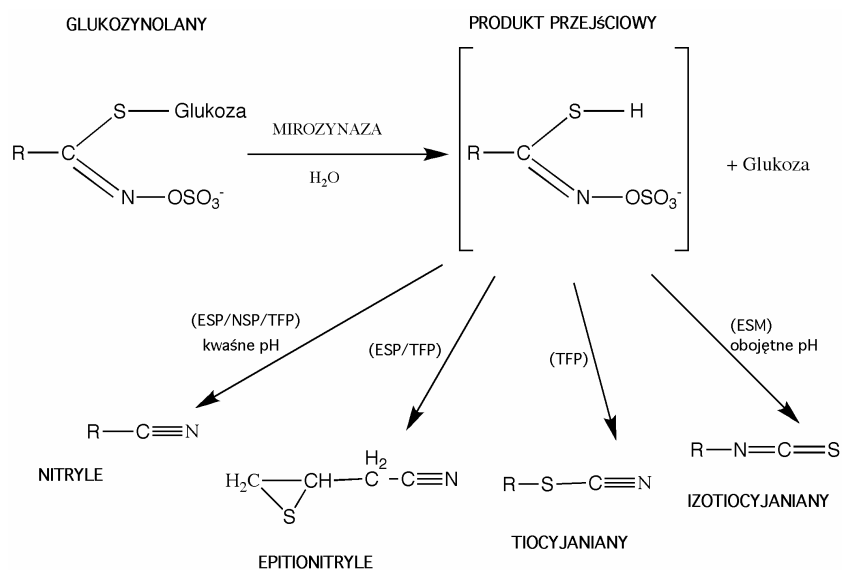 GLUKOZYNOLANY
PRODUKT PRZEJŚCIOWY
S—Glukoza
R—C
N—OSO₃⁻
MIROZYNAZA
H₂O
S—H
R—C
N—OSO₃⁻
+ Glukoza
(ESP/NSP/TFP)
kwaśne pH
(ESP/TFP)
(TFP)
(ESM)
obojętne pH
R—C≡N
NITRYLE
H₂C CH C—C≡N
H₂
S
EPITIONITRYLE
R—S—C≡N
TIOCYJANIANY
R—N=C=S
IZOTIOCYJANIANY